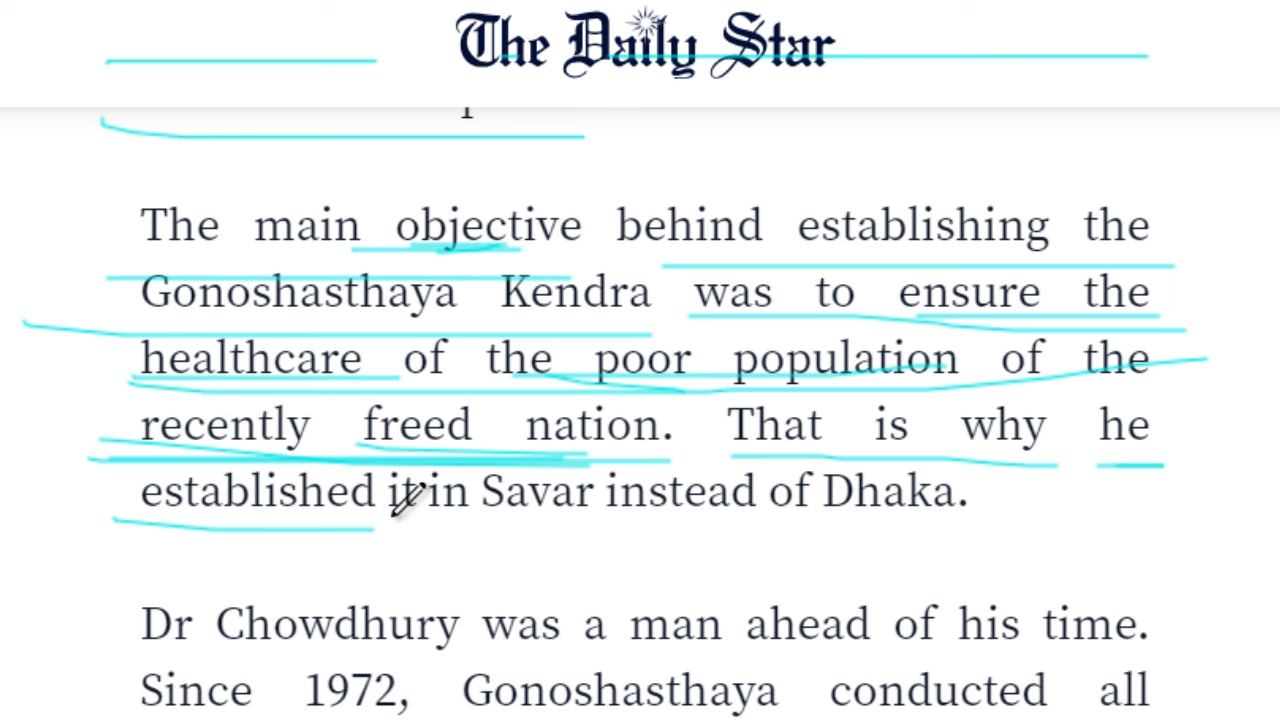 The Daily Star
The main objective behind establishing the
Gonoshasthaya Kendra was to ensure the
healthcare of the poor population of the
recently freed nation. That is why he
established it in Savar instead of Dhaka.
Dr Chowdhury was a man ahead of his time.
Since 1972, Gonoshasthaya conducted all